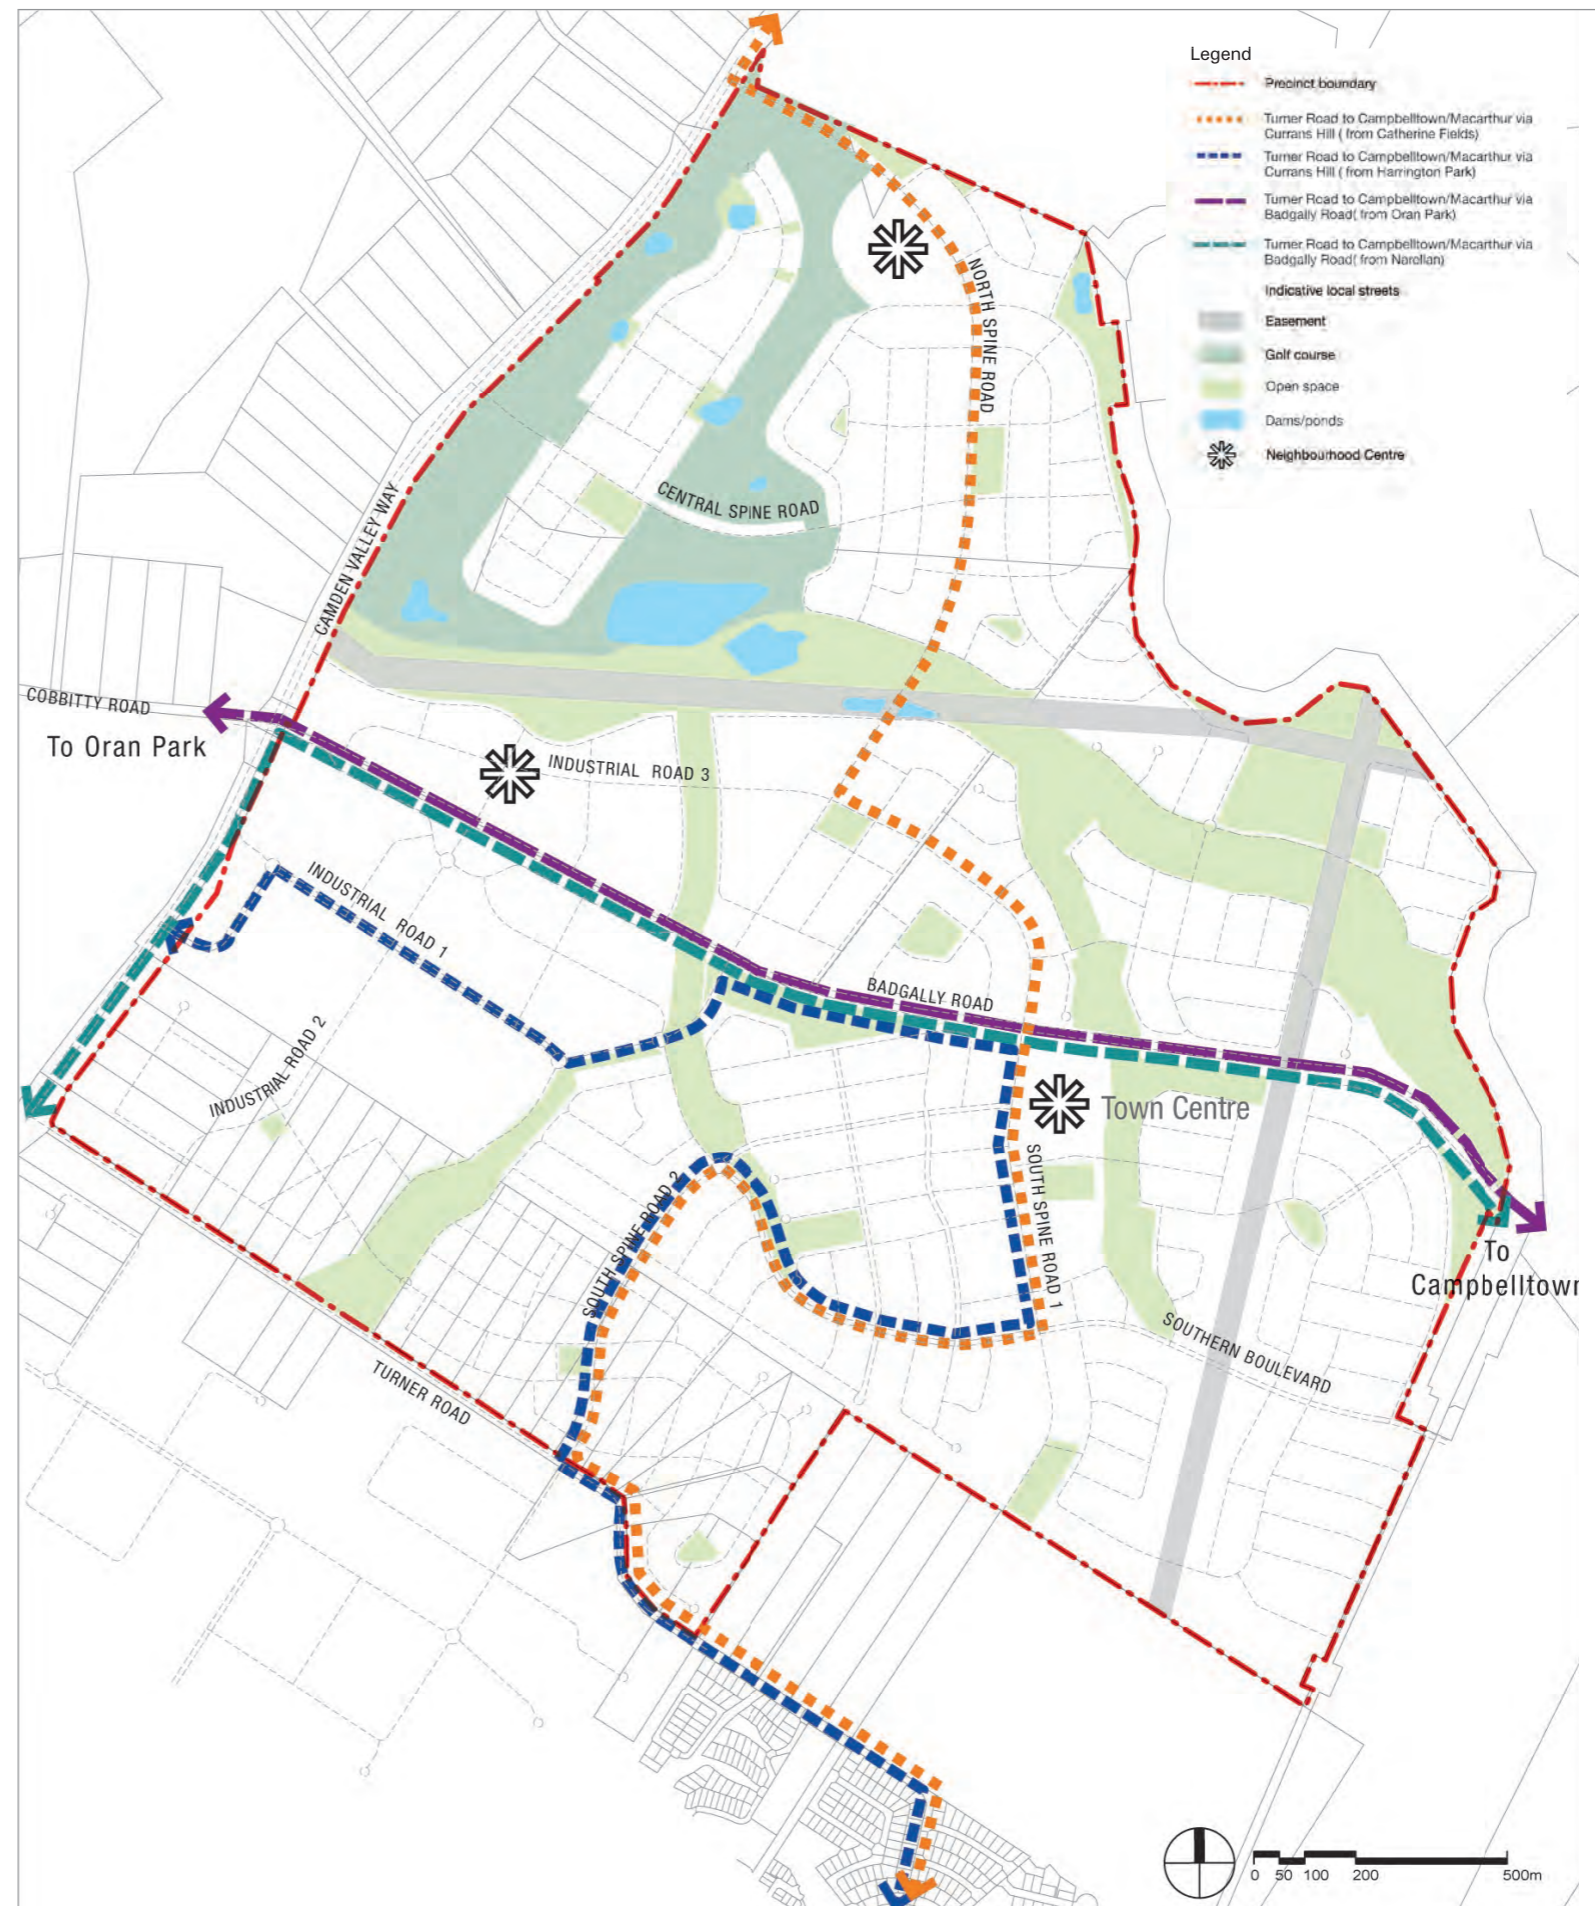 Legend
Precinct boundary
Turner Road to Campbelltown/Macarthur via
Currans Hill ( from Catherine Fields)
Turner Road to Campbelltown/Macarthur via
Currans Hill ( from Harrington Park)
Turner Road to Campbelltown/Macarthur via
Badgally Road( from Oran Park)
Turner Road to Campbelltown/Macarthur via
Badgally Road( from Narellan)
Indicative local streets
Easement
Golf course
Open space
Dams/ponds
Neighbourhood Centre
NORTH SPINE ROAD
CENTRAL SPINE ROAD
CAMDEN VALLEY WAY
COBBITTY ROAD
To Oran Park
INDUSTRIAL ROAD 3
INDUSTRIAL ROAD 1
BADGALLY ROAD
INDUSTRIAL ROAD 2
Town Centre
SOUTH SPINE ROAD 2
SOUTH SPINE ROAD 1
To
Campbelltown
SOUTHERN BOULEVARD
TURNER ROAD
0 50 100 200 500m